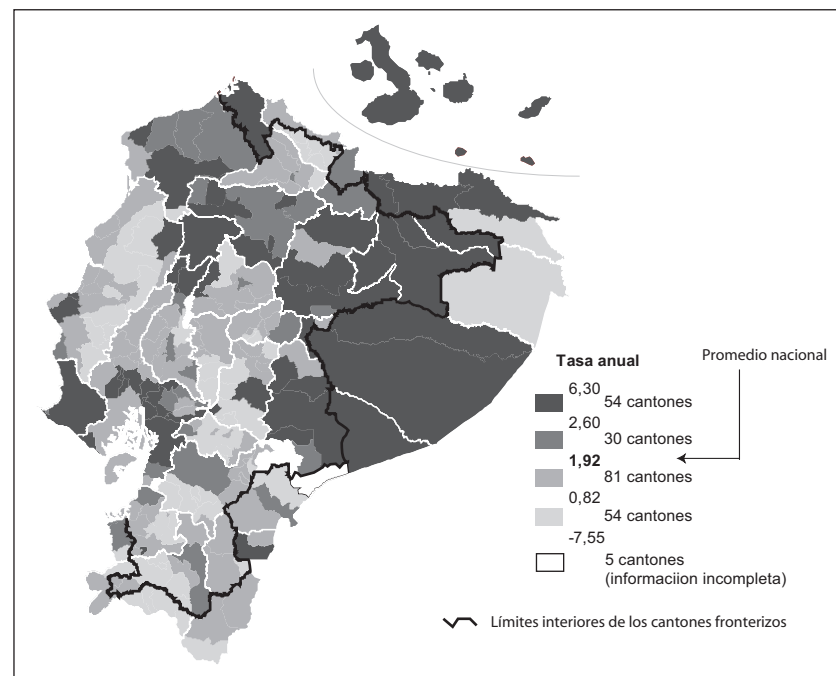 Tasa anual
Promedio nacional
6,30
54 cantones
2,60
30 cantones
1,92
81 cantones
0,82
54 cantones
-7,55
5 cantones
(informaciion incompleta)
Límites interiores de los cantones fronterizos